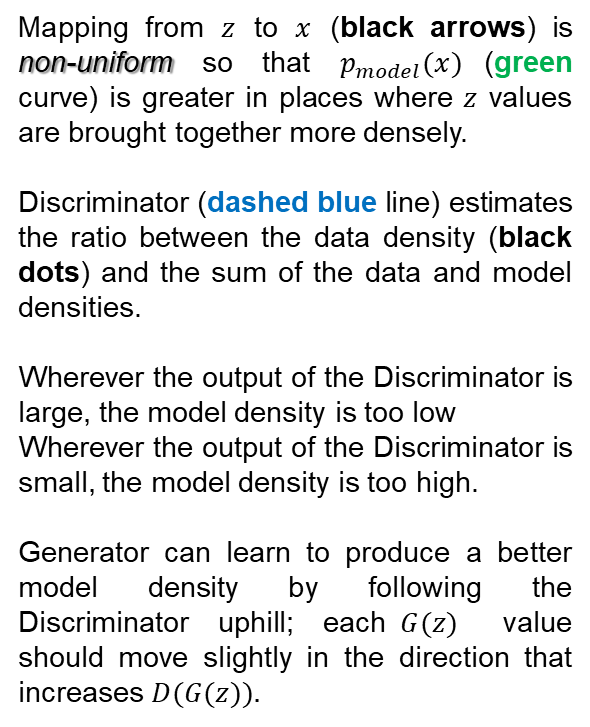 Mapping from z to x (black arrows) is
non-uniform so that p_model(x) (green
curve) is greater in places where z values
are brought together more densely.
Discriminator (dashed blue line) estimates
the ratio between the data density (black
dots) and the sum of the data and model
densities.
Wherever the output of the Discriminator is
large, the model density is too low
Wherever the output of the Discriminator is
small, the model density is too high.
Generator can learn to produce a better
model density by following the
Discriminator uphill; each G(z) value
should move slightly in the direction that
increases D(G(z)).